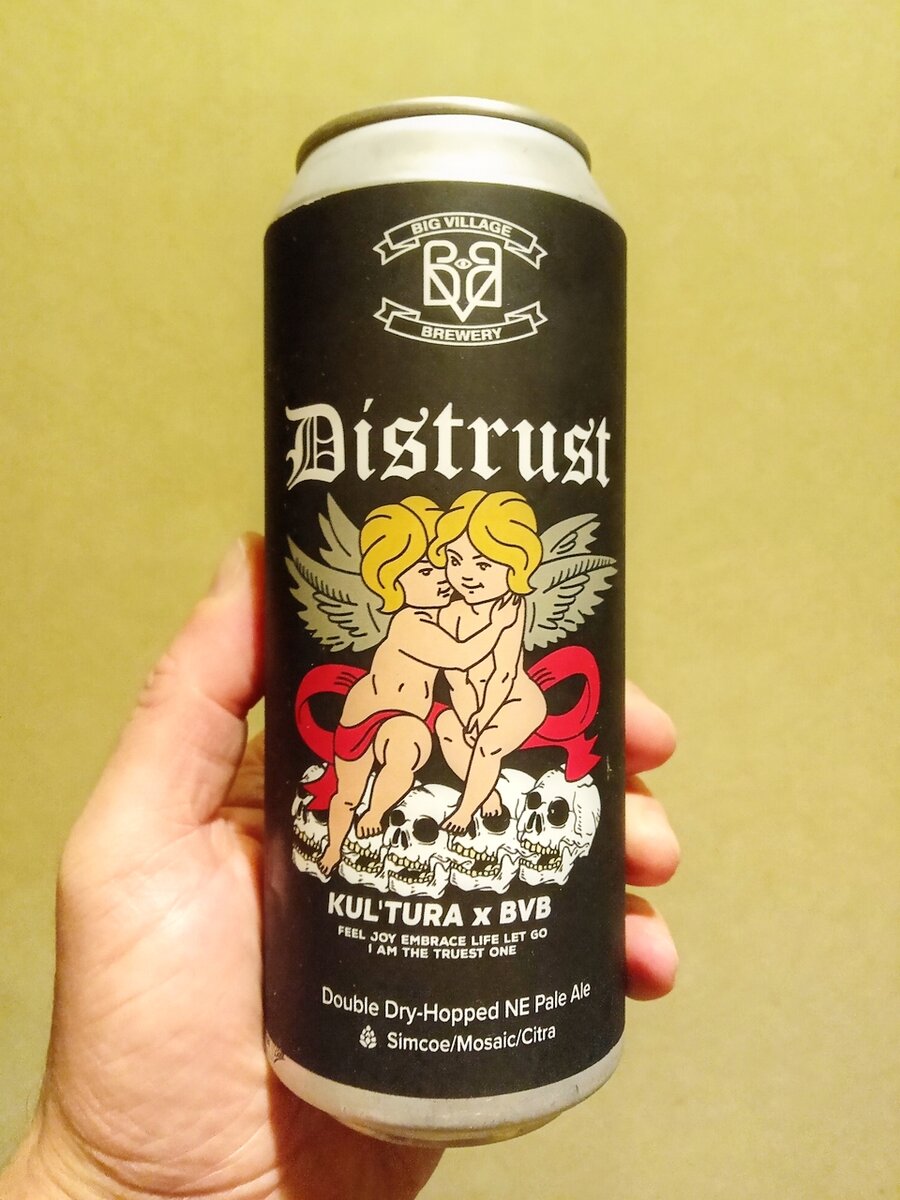 BIG VILLAGE
BVB
BREWERY
Distrust
KUL'TURA x BVB
FEEL JOY EMBRACE LIFE LET GO
I AM THE TRUEST ONE
Double Dry-Hopped NE Pale Ale
Simcoe/Mosaic/Citra